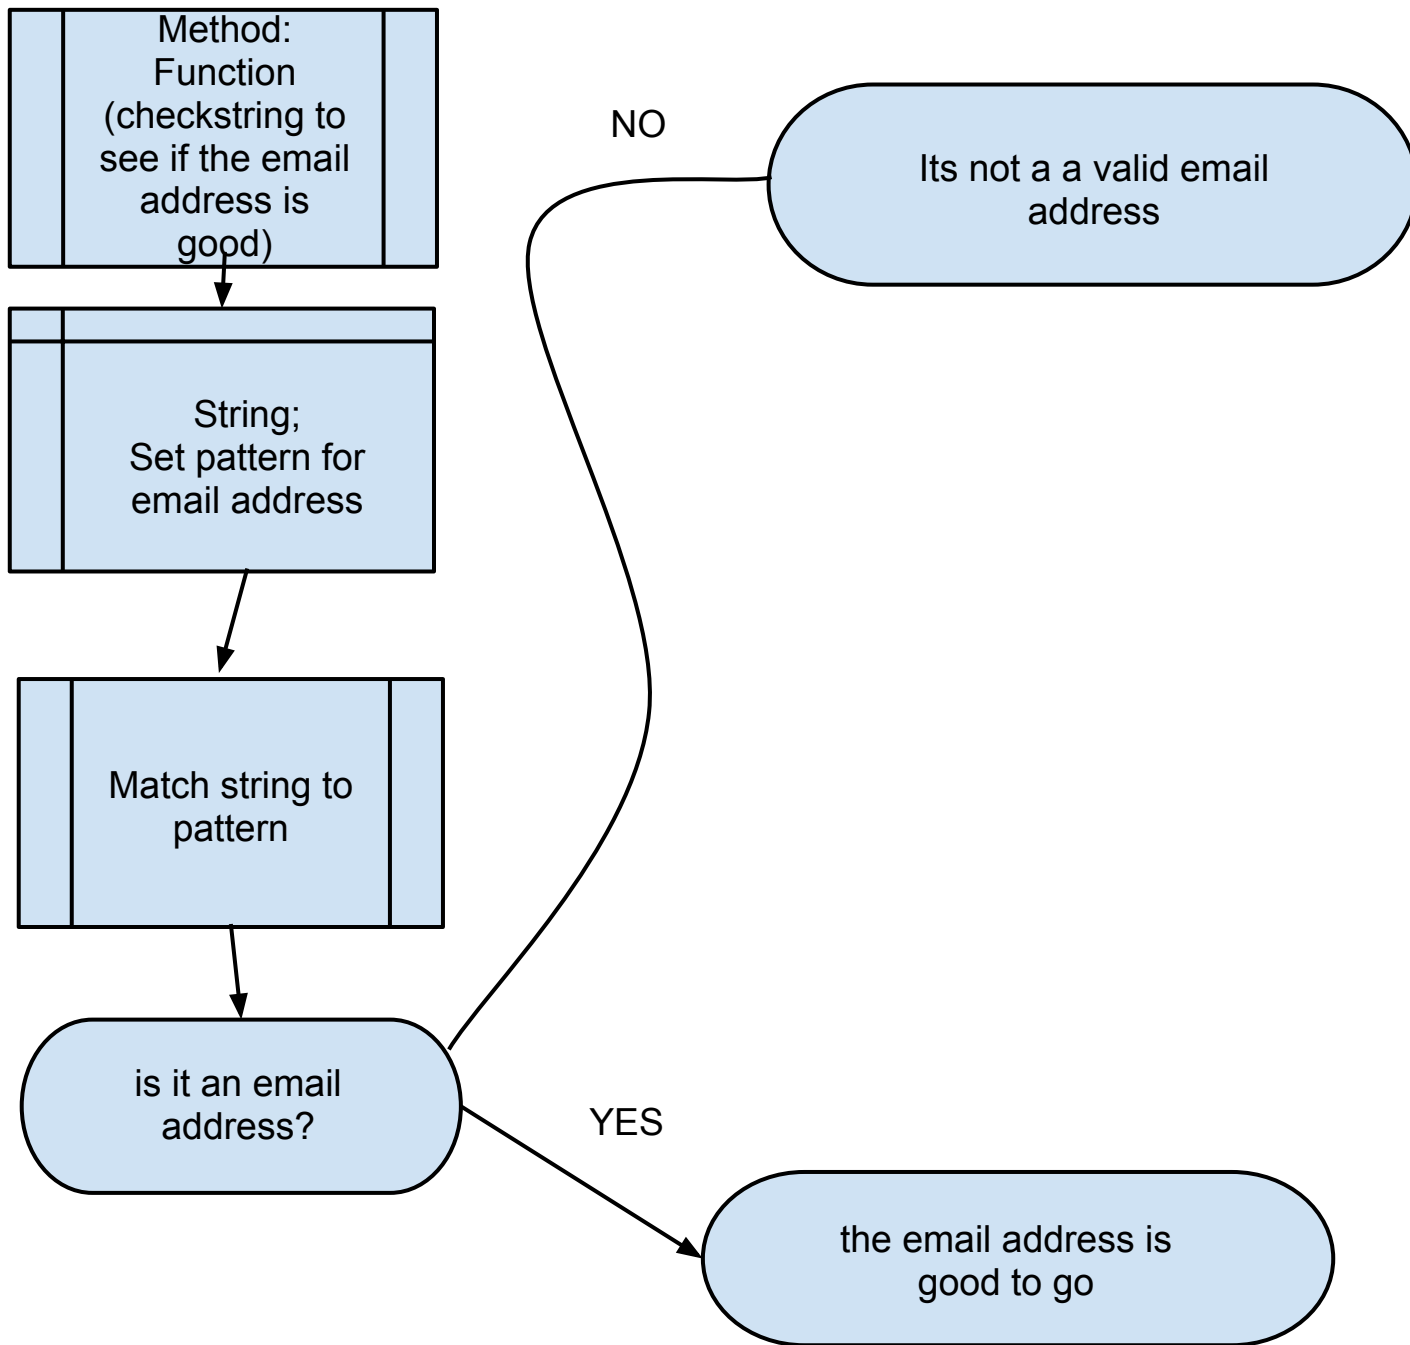 Method:
Function
(checkstring to
see if the email
address is
good)
String;
Set pattern for
email address
Match string to
pattern
is it an email
address?
NO
Its not a a valid email
address
YES
the email address is
good to go